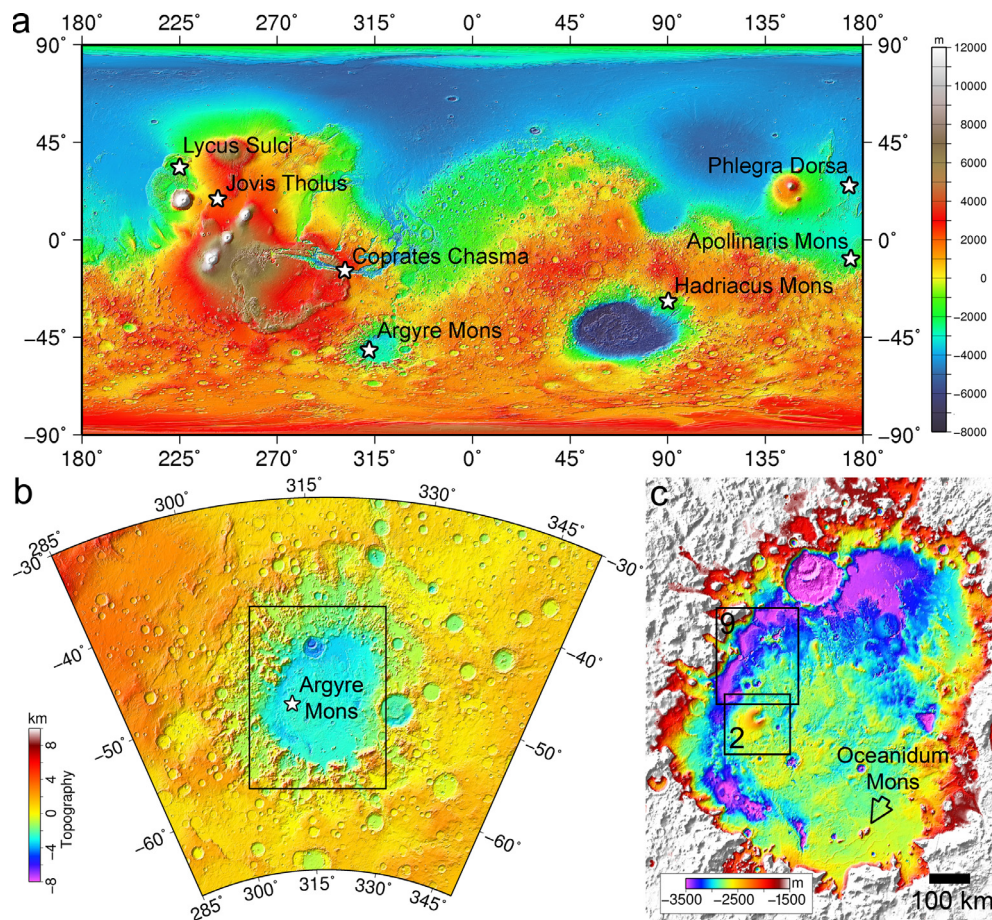 a
180 225 270 315 0 45 90 135 180
m
90° 90°
45° 45°
0° 0°
−45° −45°
−90° −90°
Lycus Sulci
Jovis Tholus
Phlegra Dorsa
Apollinaris Mons
Coprates Chasma
Hadriacus Mons
Argyre Mons
180 225 270 315 0° 45 90° 135° 180
12000
10000
8000
6000
4000
2000
0
−2000
−4000
−6000
−8000
b
285° 300° 315° 330° 345°
−30° −30°
−40° −40°
−50° −50°
−60° −60°
285° 300° 315° 330° 345°
Argyre
Mons
km
8
4
0
−4
−8
Topography
c
9
2
Oceanidum
Mons
m
−3500 −2500 −1500
100 km